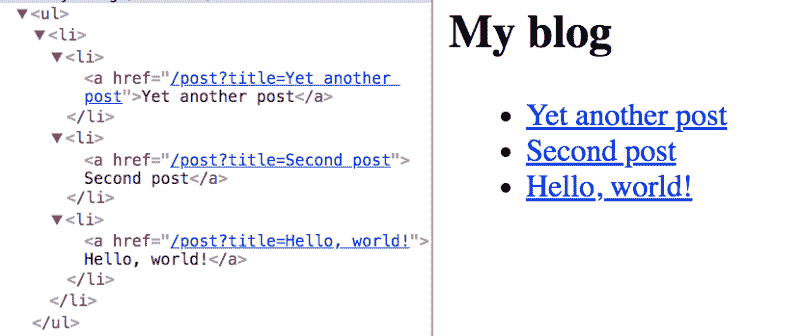 ▼<ul>
▼<li>
▼<li>
<a href="/post?title=Yet another
post">Yet another post</a>
</li>
▼<li>
<a href="/post?title=Second post">
Second post</a>
</li>
▼<li>
<a href="/post?title=Hello, world!">
Hello, world!</a>
</li>
</li>
</ul>
My blog
• Yet another post
• Second post
• Hello, world!